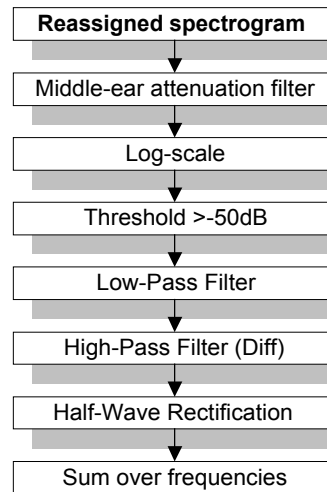 Reassigned spectrogram
Middle-ear attenuation filter
Log-scale
Threshold >-50dB
Low-Pass Filter
High-Pass Filter (Diff)
Half-Wave Rectification
Sum over frequencies